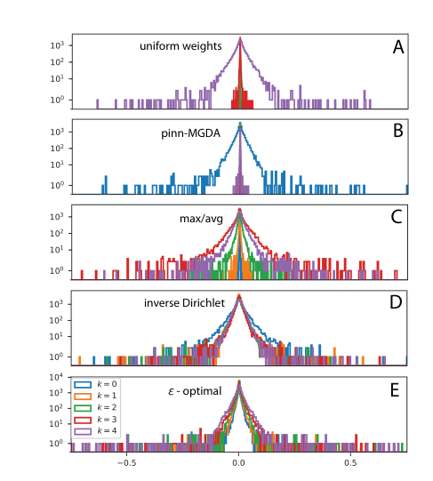 10³
10²
10¹
10⁰
uniform weights
A
10³
10²
10¹
10⁰
pinn-MGDA
B
10³
10²
10¹
10⁰
max/avg
C
10³
10²
10¹
10⁰
inverse Dirichlet
D
10⁴
10³
10²
10¹
10⁰
k = 0
k = 1
k = 2
k = 3
k = 4
ε - optimal
E
−0.5 0.0 0.5